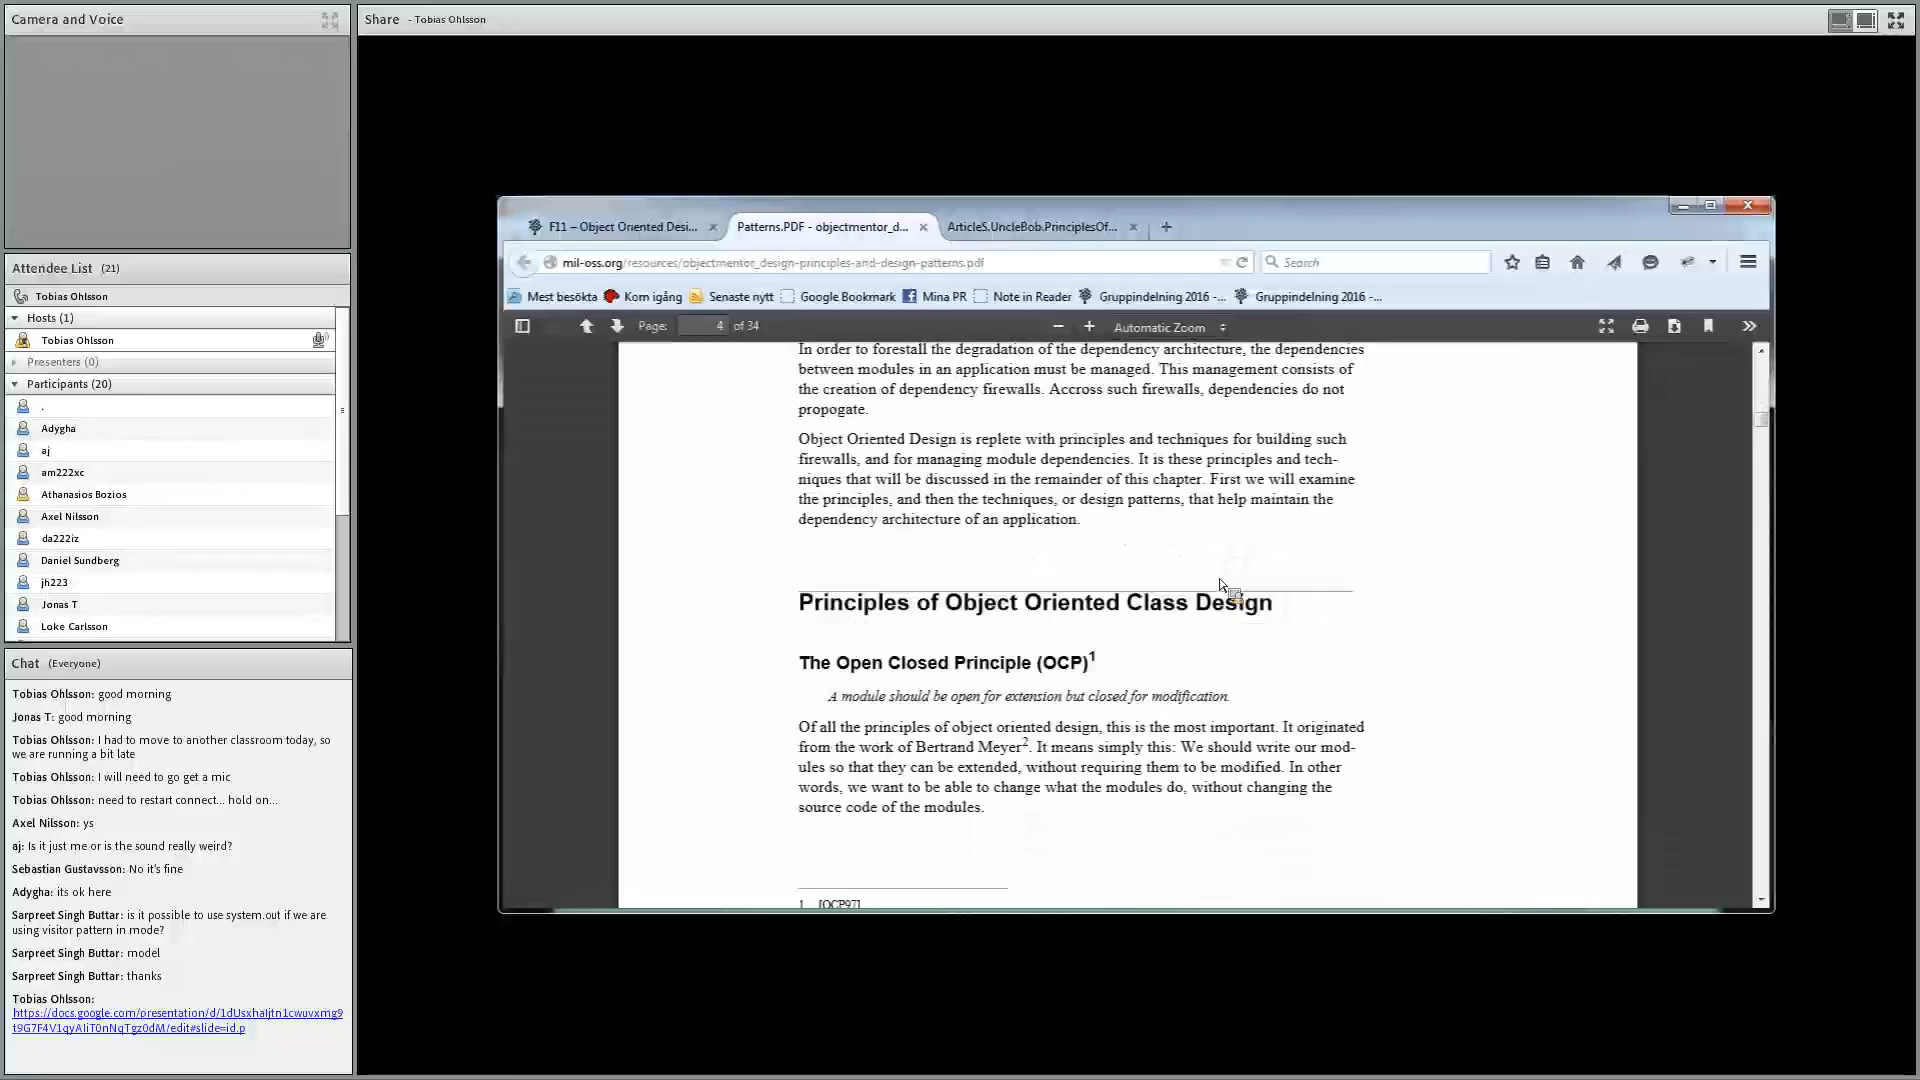 Camera and Voice
Share - Tobias Ohlsson
Attendee List (21)
Tobias Ohlsson
Hosts (1)
Tobias Ohlsson
Presenters (0)
Participants (20)
.
Adygha
aj
am222xc
Athanasios Bozios
Axel Nilsson
da222iz
Daniel Sundberg
jh223
Jonas T
Loke Carlsson
Chat (Everyone)
Tobias Ohlsson: good morning
Jonas T: good morning
Tobias Ohlsson: I had to move to another classroom today, so
we are running a bit late
Tobias Ohlsson: I will need to go get a mic
Tobias Ohlsson: need to restart connect... hold on...
Axel Nilsson: ys
aj: Is it just me or is the sound really weird?
Sebastian Gustavsson: No it's fine
Adygha: its ok here
Sarpreet Singh Buttar: is it possible to use system.out if we are
using visitor pattern in mode?
Sarpreet Singh Buttar: model
Sarpreet Singh Buttar: thanks
Tobias Ohlsson:
F11 – Object Oriented Desi...
Patterns.PDF - objectmentor_d...
ArticleS.UncleBob.PrinciplesOf...
mil-oss.org/resources/objectmentor_design-principles-and-design-patterns.pdf
Search
Mest besökta Kom igång Senaste nytt Google Bookmark Mina PR Note in Reader Gruppindelning 2016 -... Gruppindelning 2016 -...
Page: 4 of 34
Automatic Zoom
In order to forestall the degradation of the dependency architecture, the dependencies
between modules in an application must be managed. This management consists of
the creation of dependency firewalls. Accross such firewalls, dependencies do not
propogate.
Object Oriented Design is replete with principles and techniques for building such
firewalls, and for managing module dependencies. It is these principles and tech-
niques that will be discussed in the remainder of this chapter. First we will examine
the principles, and then the techniques, or design patterns, that help maintain the
dependency architecture of an application.
Principles of Object Oriented Class Design
The Open Closed Principle (OCP)1
A module should be open for extension but closed for modification.
Of all the principles of object oriented design, this is the most important. It originated
from the work of Bertrand Meyer2. It means simply this: We should write our mod-
ules so that they can be extended, without requiring them to be modified. In other
words, we want to be able to change what the modules do, without changing the
source code of the modules.
1. [OCP97]